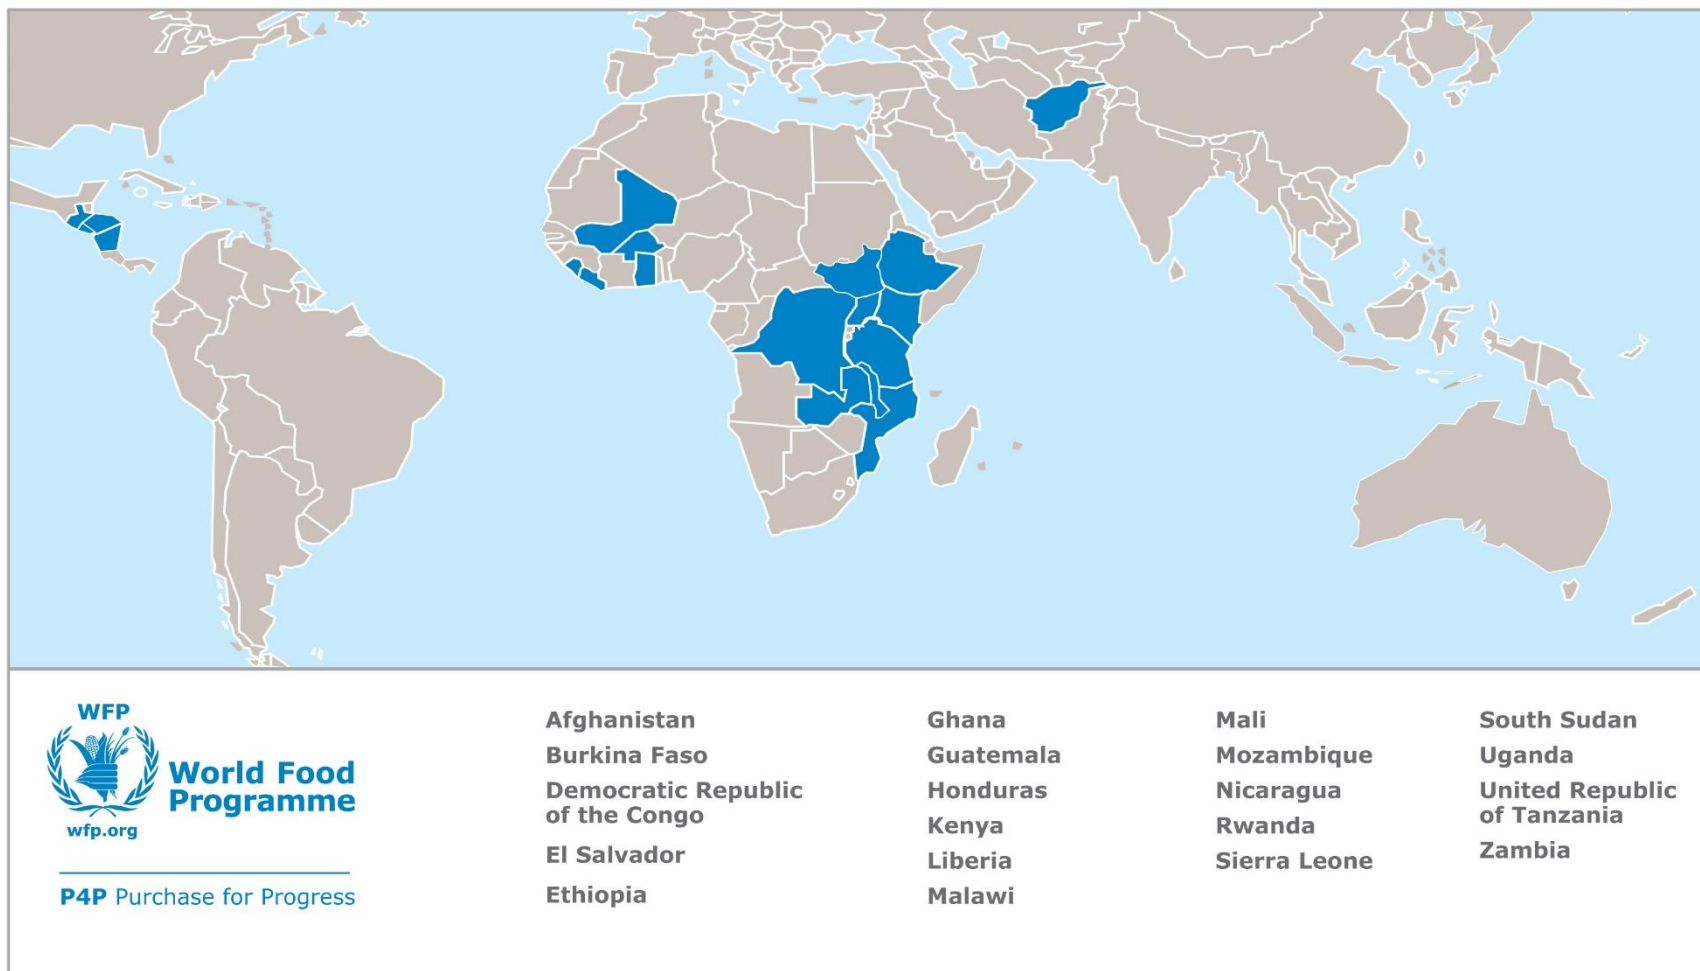 WFP
World Food
Programme
wfp.org
P4P Purchase for Progress
Afghanistan
Burkina Faso
Democratic Republic
of the Congo
El Salvador
Ethiopia
Ghana
Guatemala
Honduras
Kenya
Liberia
Malawi
Mali
Mozambique
Nicaragua
Rwanda
Sierra Leone
South Sudan
Uganda
United Republic
of Tanzania
Zambia